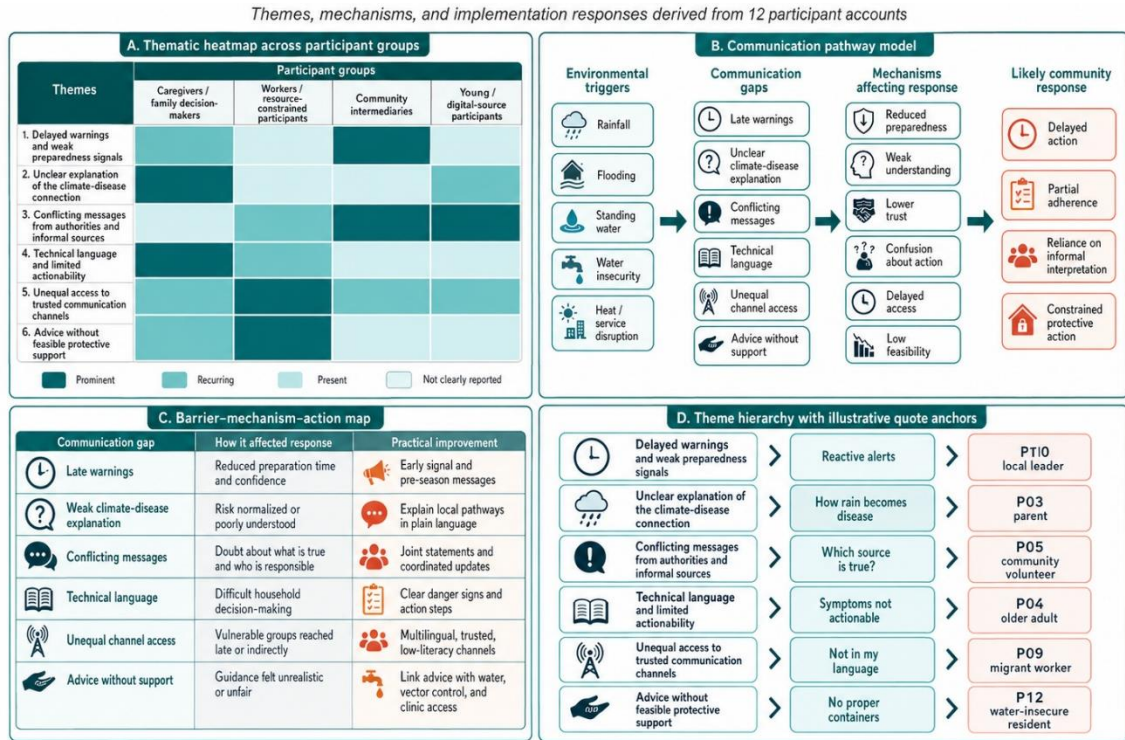 Themes, mechanisms, and implementation responses derived from 12 participant accounts
A. Thematic heatmap across participant groups
Themes
Participant groups
Caregivers /
family decision-
makers
Workers /
resource-
constrained
participants
Community
intermediaries
Young /
digital-source
participants
1. Delayed warnings
and weak
preparedness
signals
2. Unclear explanation
of the climate-disease
connection
3. Conflicting messages
from authorities and
informal sources
4. Technical language
and limited
actionability
5. Unequal access to
trusted communication
channels
6. Advice without
feasible protective
support
Prominent
Recurring
Present
Not clearly reported
B. Communication pathway model
Environmental
triggers
Rainfall
Flooding
Standing
water
Water
insecurity
Heat /
service
disruption
Communication
gaps
Late warnings
Unclear
climate-disease
explanation
Conflicting
messages
Technical
language
Unequal
channel access
Advice without
support
Mechanisms
affecting response
Reduced
preparedness
Weak
understanding
Lower
trust
Confusion
about action
Delayed
access
Low
feasibility
Likely community
response
Delayed
action
Partial
adherence
Reliance on
informal
interpretation
Constrained
protective
action
C. Barrier–mechanism–action map
Communication gap
How it affected response
Practical improvement
Late warnings
Reduced preparation time
and confidence
Early signal and
pre-season messages
Weak climate-disease
explanation
Risk normalized or
poorly understood
Explain local pathways
in plain language
Conflicting messages
Doubt about what is true
and who is responsible
Joint statements and
coordinated updates
Technical language
Difficult household
decision-making
Clear danger signs and
action steps
Unequal channel access
Vulnerable groups reached
late or indirectly
Multilingual, trusted,
low-literacy channels
Advice without support
Guidance felt unrealistic
or unfair
Link advice with water,
vector control, and
clinic access
D. Theme hierarchy with illustrative quote anchors
Delayed warnings
and weak preparedness
signals
Reactive alerts
PT10
local leader
Unclear explanation of
the climate-disease
connection
How rain becomes
disease
P03
parent
Conflicting messages
from authorities and
informal sources
Which source
is true?
P05
community
volunteer
Technical language
and limited
actionability
Symptoms not
actionable
P04
older adult
Unequal access to
trusted communication
channels
Not in my
language
P09
migrant worker
Advice without
feasible protective
support
No proper
containers
P12
water-insecure
resident